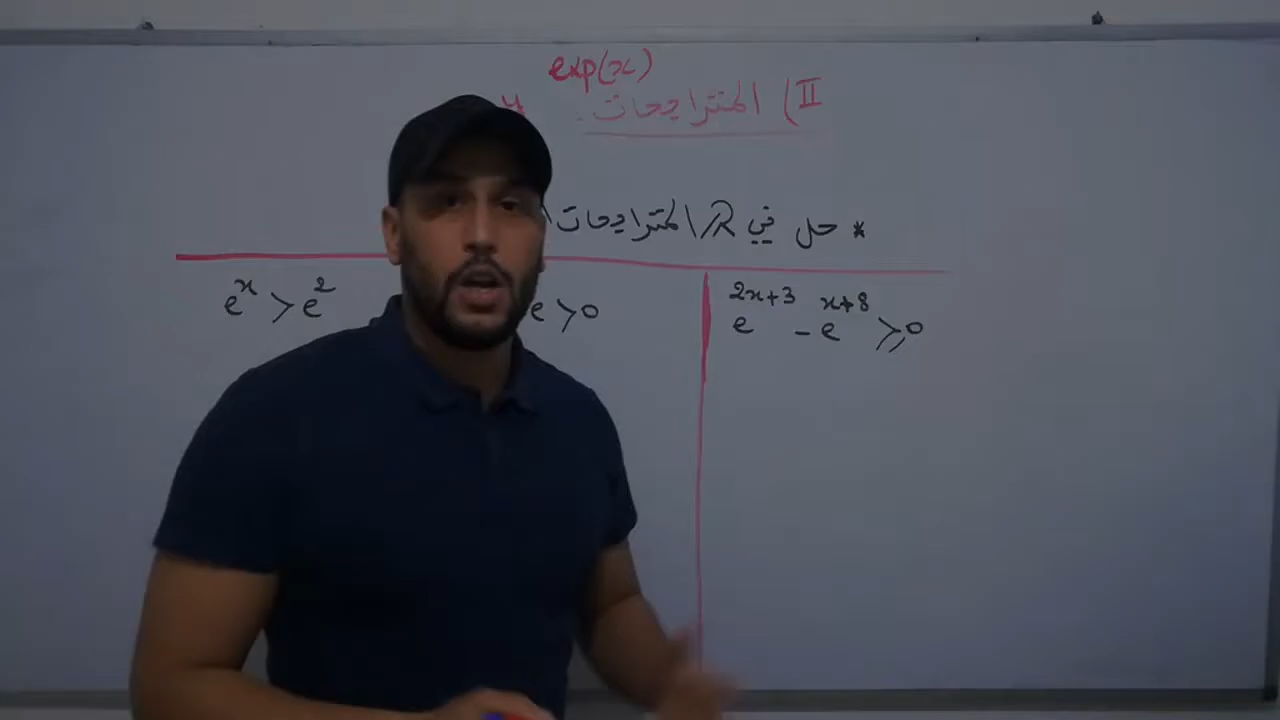 exp(x)
II) المتراجحات :
* حل في ℝ المتراجحات
e^x > e^2
e > 0
e^{2x+3} - e^{x+8} ⩾ 0